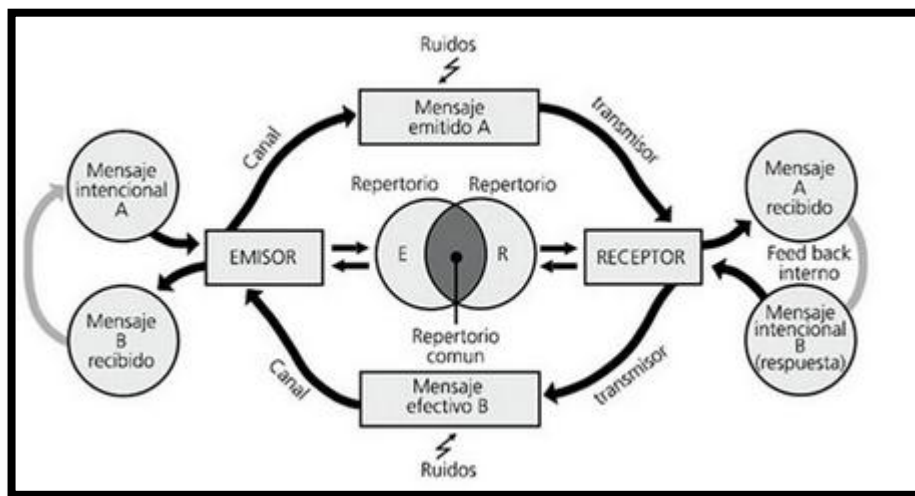 Ruidos
Mensaje
emitido A
Canal
transmisor
Mensaje
intencional
A
Repertorio
Repertorio
Mensaje
A
recibido
EMISOR
E
R
RECEPTOR
Feed back
interno
Mensaje
B
recibido
Repertorio
comun
Mensaje
intencional
B
(respuesta)
Canal
Mensaje
efectivo B
transmisor
Ruidos